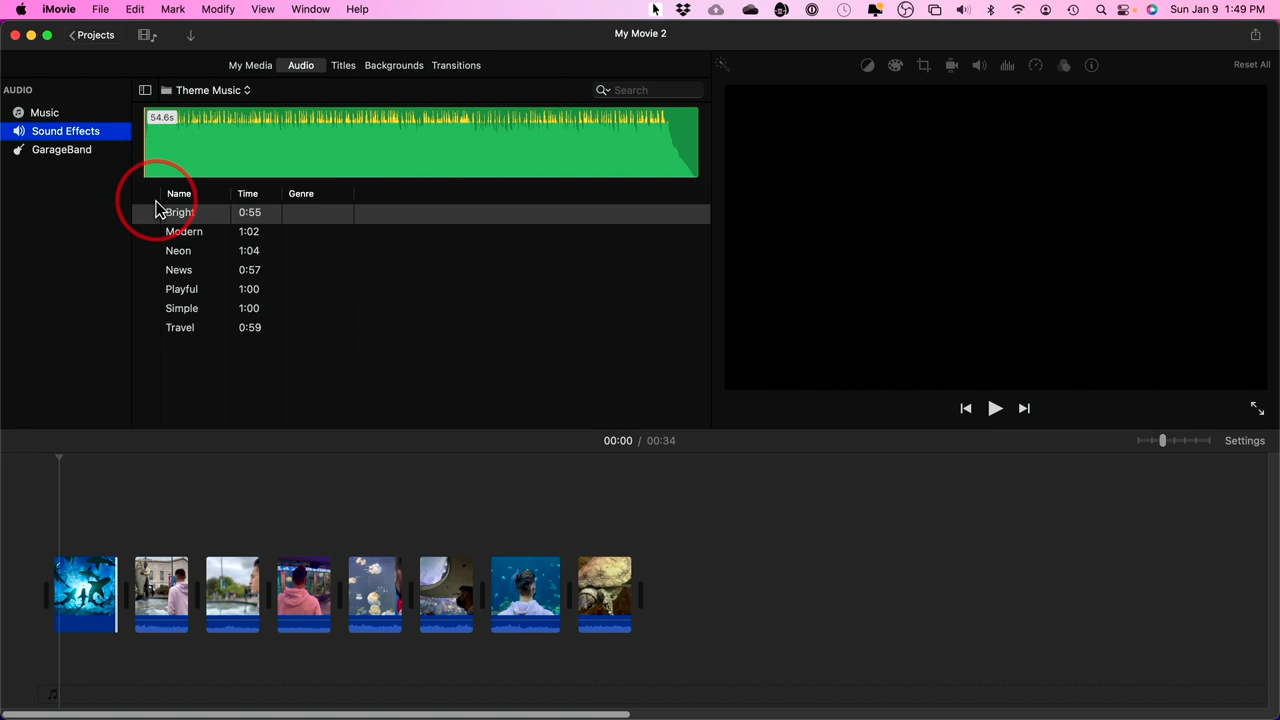 iMovie File Edit Mark Modify View Window Help Sun Jan 9 1:49 PM
Projects My Movie 2
My Media Audio Titles Backgrounds Transitions Reset All
AUDIO
Music
Sound Effects
GarageBand
Theme Music Search
54.6s
Name Time Genre
Bright 0:55
Modern 1:02
Neon 1:04
News 0:57
Playful 1:00
Simple 1:00
Travel 0:59
00:00 / 00:34 Settings